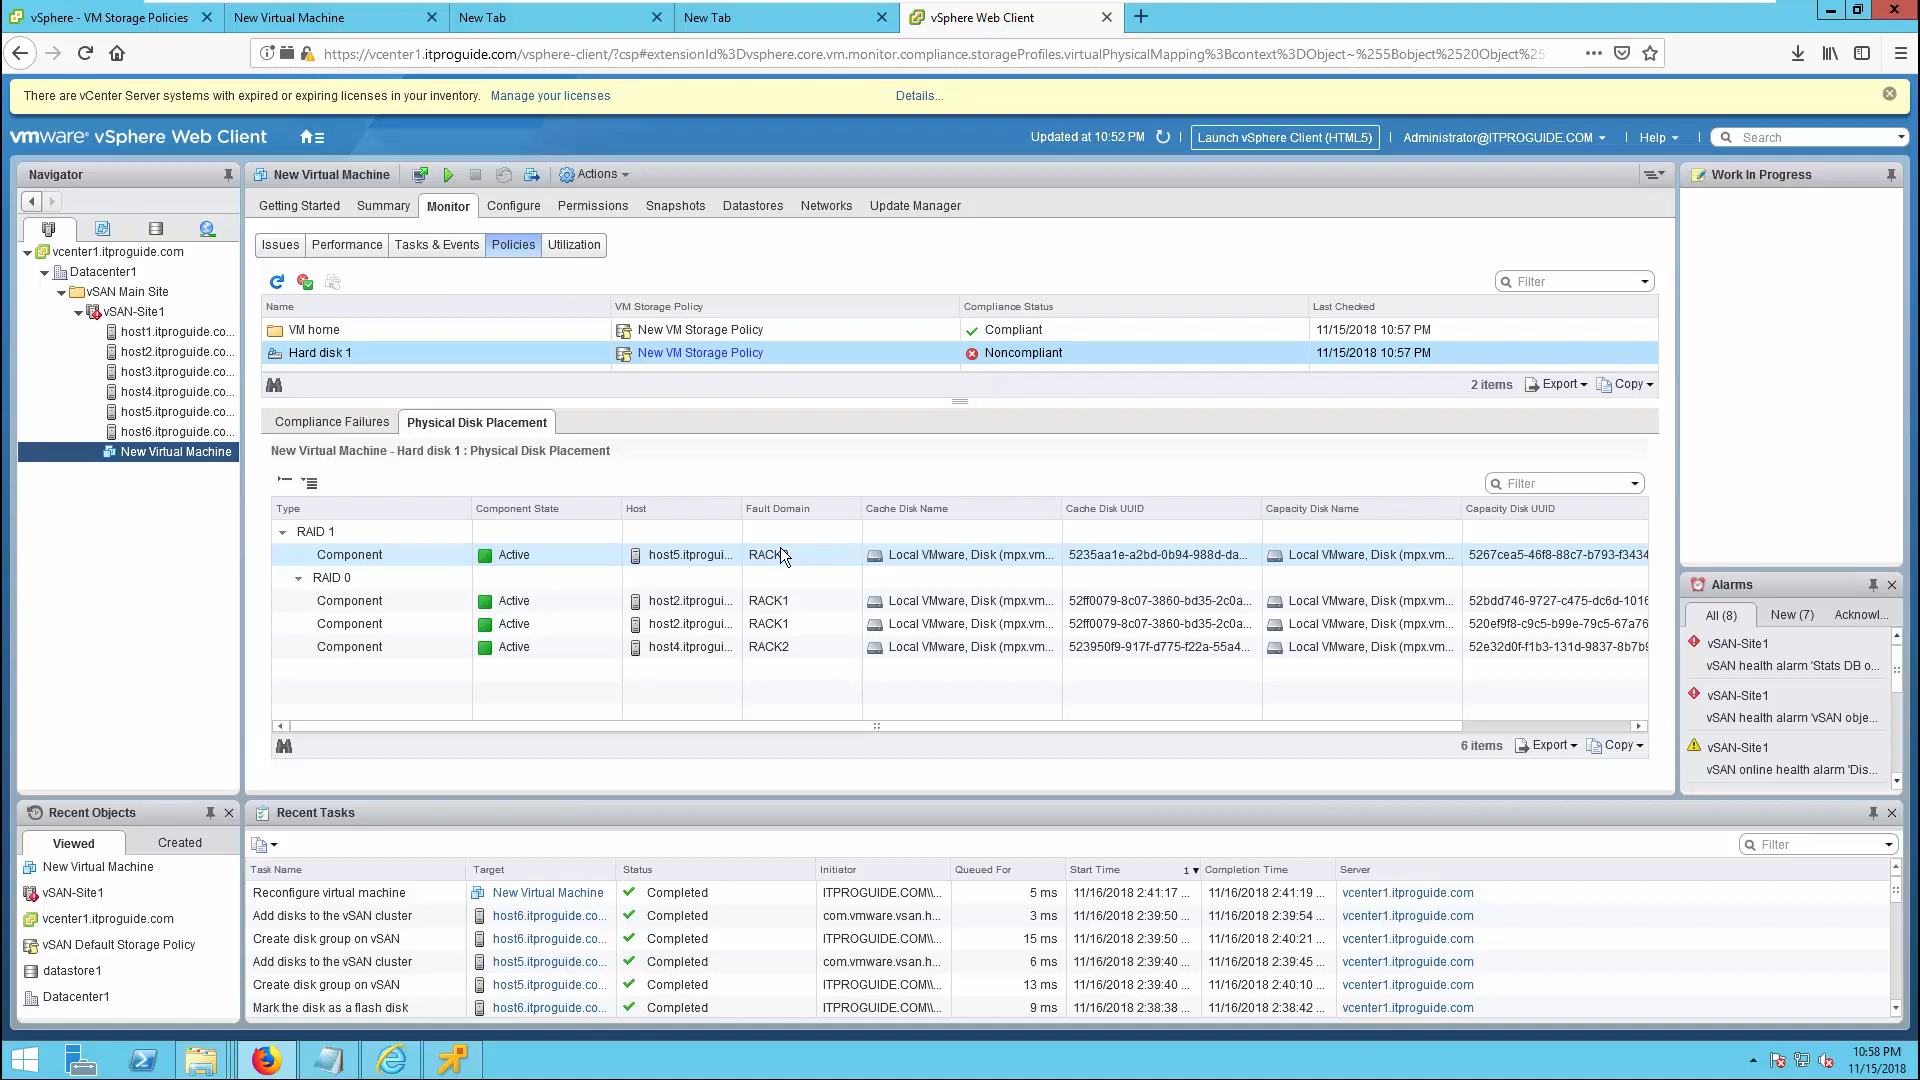 vSphere - VM Storage Policies
New Virtual Machine
New Tab
New Tab
vSphere Web Client
https://vcenter1.itproguide.com/vsphere-client/?csp#extensionId%3Dvsphere.core.vm.monitor.compliance.storageProfiles.virtualPhysicalMapping%3Bcontext%3DObject~%255Bobject%2520Object%25
There are vCenter Server systems with expired or expiring licenses in your inventory. Manage your licenses Details...
vmware® vSphere Web Client
Updated at 10:52 PM
Launch vSphere Client (HTML5)
Administrator@ITPROGUIDE.COM
Help
Search
Navigator
New Virtual Machine
Actions
Work In Progress
Getting Started
Summary
Monitor
Configure
Permissions
Snapshots
Datastores
Networks
Update Manager
vcenter1.itproguide.com
Datacenter1
vSAN Main Site
vSAN-Site1
host1.itproguide.co...
host2.itproguide.co...
host3.itproguide.co...
host4.itproguide.co...
host5.itproguide.co...
host6.itproguide.co...
New Virtual Machine
Issues
Performance
Tasks & Events
Policies
Utilization
Filter
Name VM Storage Policy Compliance Status Last Checked
VM home New VM Storage Policy Compliant 11/15/2018 10:57 PM
Hard disk 1 New VM Storage Policy Noncompliant 11/15/2018 10:57 PM
2 items Export Copy
Compliance Failures
Physical Disk Placement
New Virtual Machine - Hard disk 1 : Physical Disk Placement
Filter
Type Component State Host Fault Domain Cache Disk Name Cache Disk UUID Capacity Disk Name Capacity Disk UUID
RAID 1
Component Active host5.itprogui... Local VMware, Disk (mpx.vm... 5235aa1e-a2bd-0b94-988d-da... Local VMware, Disk (mpx.vm... 5267cea5-46f8-88c7-b793-f3434
RAID 0
Component Active host2.itprogui... RACK1 Local VMware, Disk (mpx.vm... 52ff0079-8c07-3860-bd35-2c0a... Local VMware, Disk (mpx.vm... 52bdd746-9727-c475-dc6d-1016
Component Active host2.itprogui... RACK1 Local VMware, Disk (mpx.vm... 52ff0079-8c07-3860-bd35-2c0a... Local VMware, Disk (mpx.vm... 520ef9f8-c9c5-b99e-79c5-67a76
Component Active host4.itprogui... RACK2 Local VMware, Disk (mpx.vm... 523950f9-917f-d775-f22a-55a4... Local VMware, Disk (mpx.vm... 52e32d0f-f1b3-131d-9837-8b7b9
6 items Export Copy
Alarms
All (8)
New (7)
Acknowl...
vSAN-Site1
vSAN health alarm 'Stats DB o...
vSAN-Site1
vSAN health alarm 'vSAN obje...
vSAN-Site1
vSAN online health alarm 'Dis...
Recent Objects
Viewed
Created
New Virtual Machine
vSAN-Site1
vcenter1.itproguide.com
vSAN Default Storage Policy
datastore1
Datacenter1
Recent Tasks
Filter
Task Name Target Status Initiator Queued For Start Time 1 Completion Time Server
Reconfigure virtual machine New Virtual Machine Completed ITPROGUIDE.COM\\... 5 ms 11/16/2018 2:41:17 ... 11/16/2018 2:41:19 ... vcenter1.itproguide.com
Add disks to the vSAN cluster host6.itproguide.co... Completed com.vmware.vsan.h... 3 ms 11/16/2018 2:39:50 ... 11/16/2018 2:39:54 ... vcenter1.itproguide.com
Create disk group on vSAN host6.itproguide.co... Completed ITPROGUIDE.COM\\... 15 ms 11/16/2018 2:39:50 ... 11/16/2018 2:40:21 ... vcenter1.itproguide.com
Add disks to the vSAN cluster host5.itproguide.co... Completed com.vmware.vsan.h... 6 ms 11/16/2018 2:39:40 ... 11/16/2018 2:39:45 ... vcenter1.itproguide.com
Create disk group on vSAN host5.itproguide.co... Completed ITPROGUIDE.COM\\... 13 ms 11/16/2018 2:39:40 ... 11/16/2018 2:40:10 ... vcenter1.itproguide.com
Mark the disk as a flash disk host6.itproguide.co... Completed ITPROGUIDE.COM\\... 9 ms 11/16/2018 2:38:38 ... 11/16/2018 2:38:42 ... vcenter1.itproguide.com
10:58 PM
11/15/2018